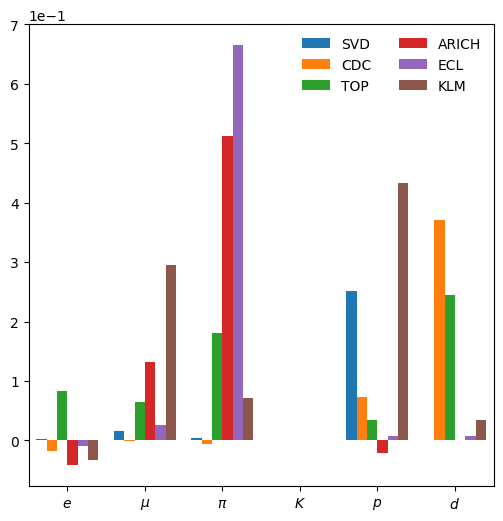 1e−1
7
6
5
4
3
2
1
0
SVD
CDC
TOP
ARICH
ECL
KLM
e μ π K p d